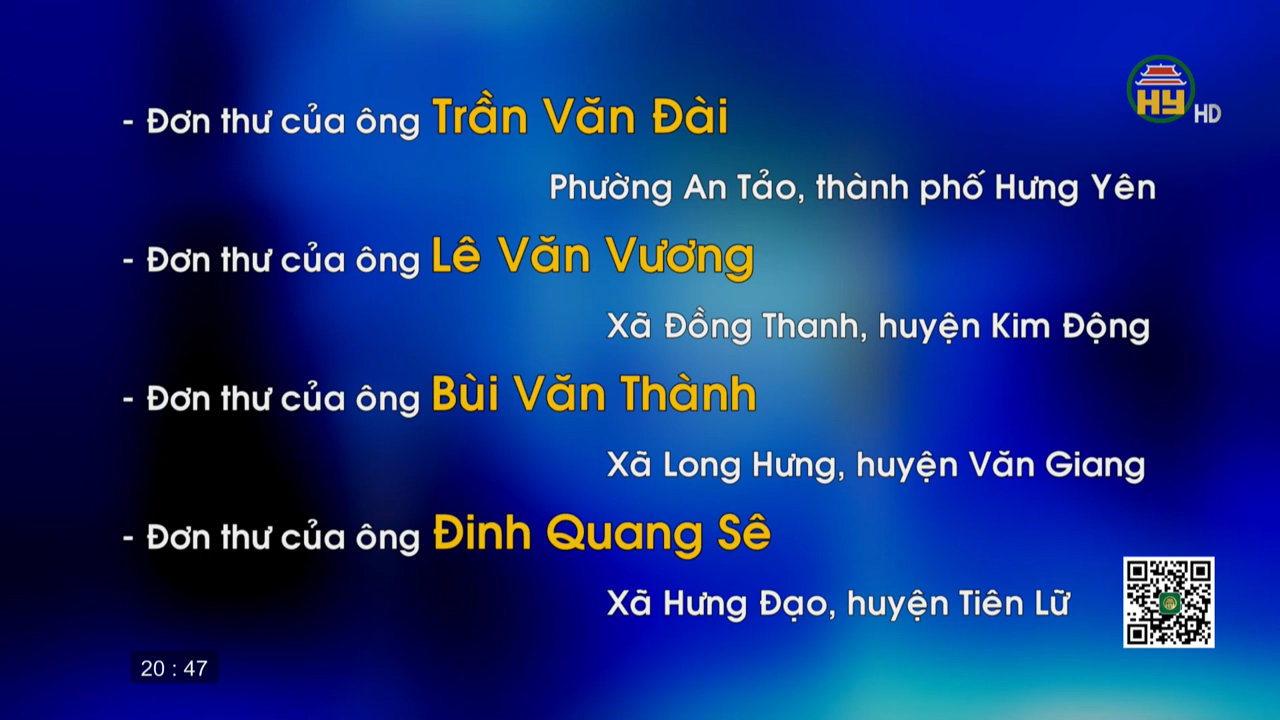 - Đơn thư của ông Trần Văn Đài
Phường An Tảo, thành phố Hưng Yên
- Đơn thư của ông Lê Văn Vương
Xã Đồng Thanh, huyện Kim Động
- Đơn thư của ông Bùi Văn Thành
Xã Long Hưng, huyện Văn Giang
- Đơn thư của ông Đinh Quang Sê
Xã Hưng Đạo, huyện Tiên Lữ
HY HD
20 : 47